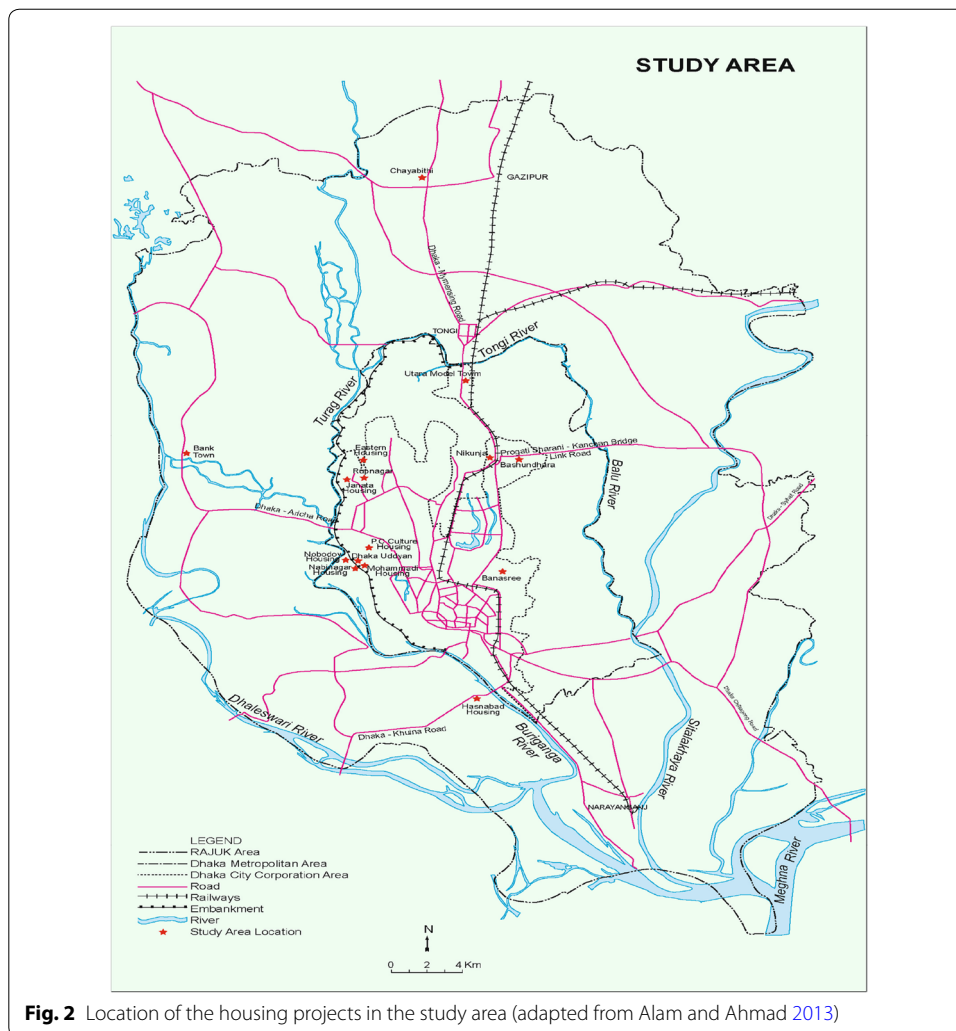 STUDY AREA
Chayabithi
GAZIPUR
Dhaka - Mymensing Road
TONGI
Tongi River
Utara Model Town
Turag River
Bank
Town
Eastern
Housing
Nikunja
Progati Sharani - Kanchan Bridge
Link Road
Bashundhara
Rupnagar
Janata
Housing
Balu River
Dhaka - Aricha Road
P C Culture
Housing
Nobodoy
Housing
Dhaka Uddyan
Nabinagar
Housing
Mohammadi
Housing
Banasree
Hasnabad
Housing
Dhaleswari River
Dhaka - Khulna Road
Buriganga
River
Sitalakhaya River
NARAYANGANJ
Meghna River
LEGEND
RAJUK Area
Dhaka Metropolitan Area
Dhaka City Corporation Area
Road
Railways
Embankment
River
Study Area Location
N
0 2 4 Km
Fig. 2 Location of the housing projects in the study area (adapted from Alam and Ahmad 2013)